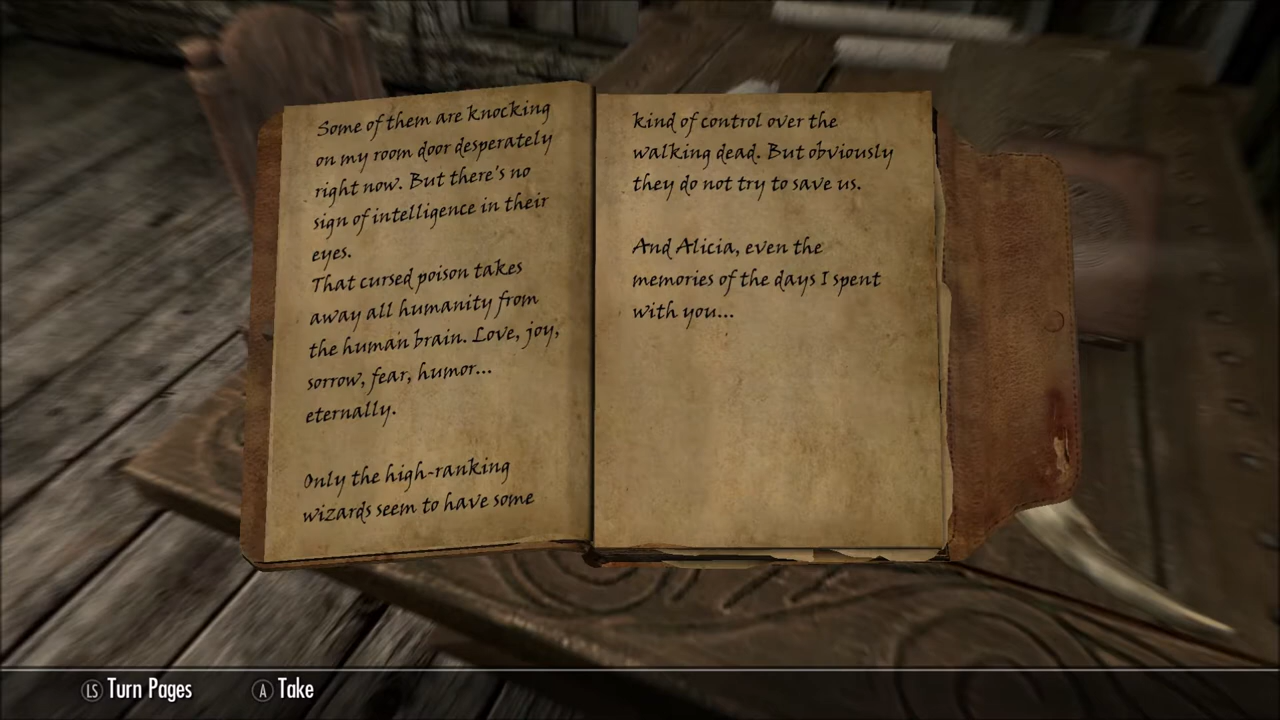 Some of them are knocking
on my room door desperately
right now. But there's no
sign of intelligence in their
eyes.
That cursed poison takes
away all humanity from
the human brain. Love, joy,
sorrow, fear, humor...
eternally.
Only the high-ranking
wizards seem to have some
kind of control over the
walking dead. But obviously
they do not try to save us.
And Alicia, even the
memories of the days I spent
with you...
LS Turn Pages
A Take